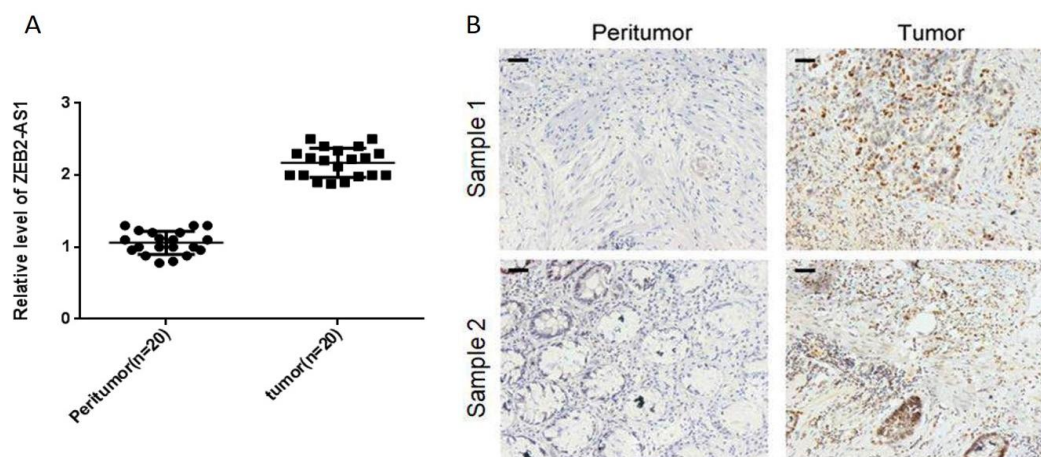 A
Relative level of ZEB2-AS1
3
2
1
0
Peritumor(n=20)
tumor(n=20)
B
Peritumor
Tumor
Sample 1
Sample 2